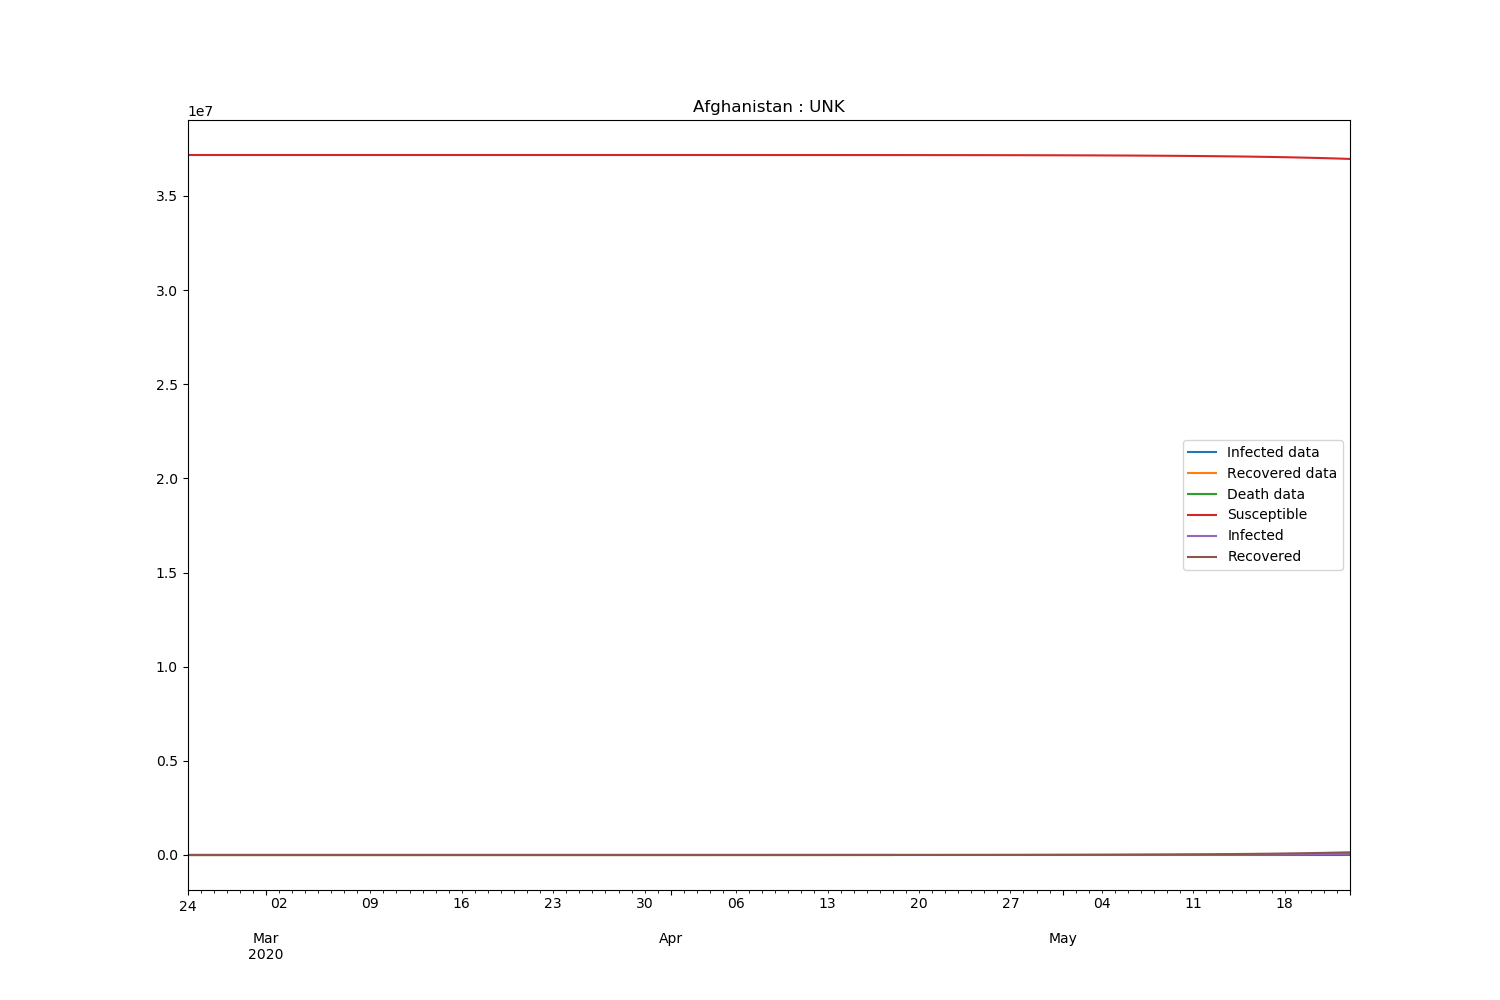 Afghanistan : UNK
1e7
3.5
3.0
2.5
2.0
1.5
1.0
0.5
0.0
Infected data
Recovered data
Death data
Susceptible
Infected
Recovered
24 02 09 16 23 30 06 13 20 27 04 11 18
Mar Apr May
2020